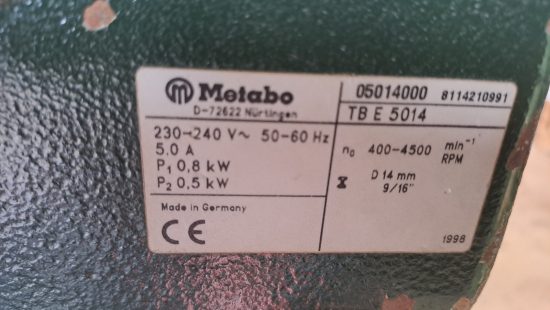 Metabo
D-72622 Nürtingen
230-240 V~ 50-60 Hz
5.0 A
P₁ 0,8 kW
P₂ 0,5 kW
Made in Germany
CE
05014000 8114210991
TB E 5014
n₀ 400-4500 min⁻¹
RPM
D 14 mm
9/16"
1998